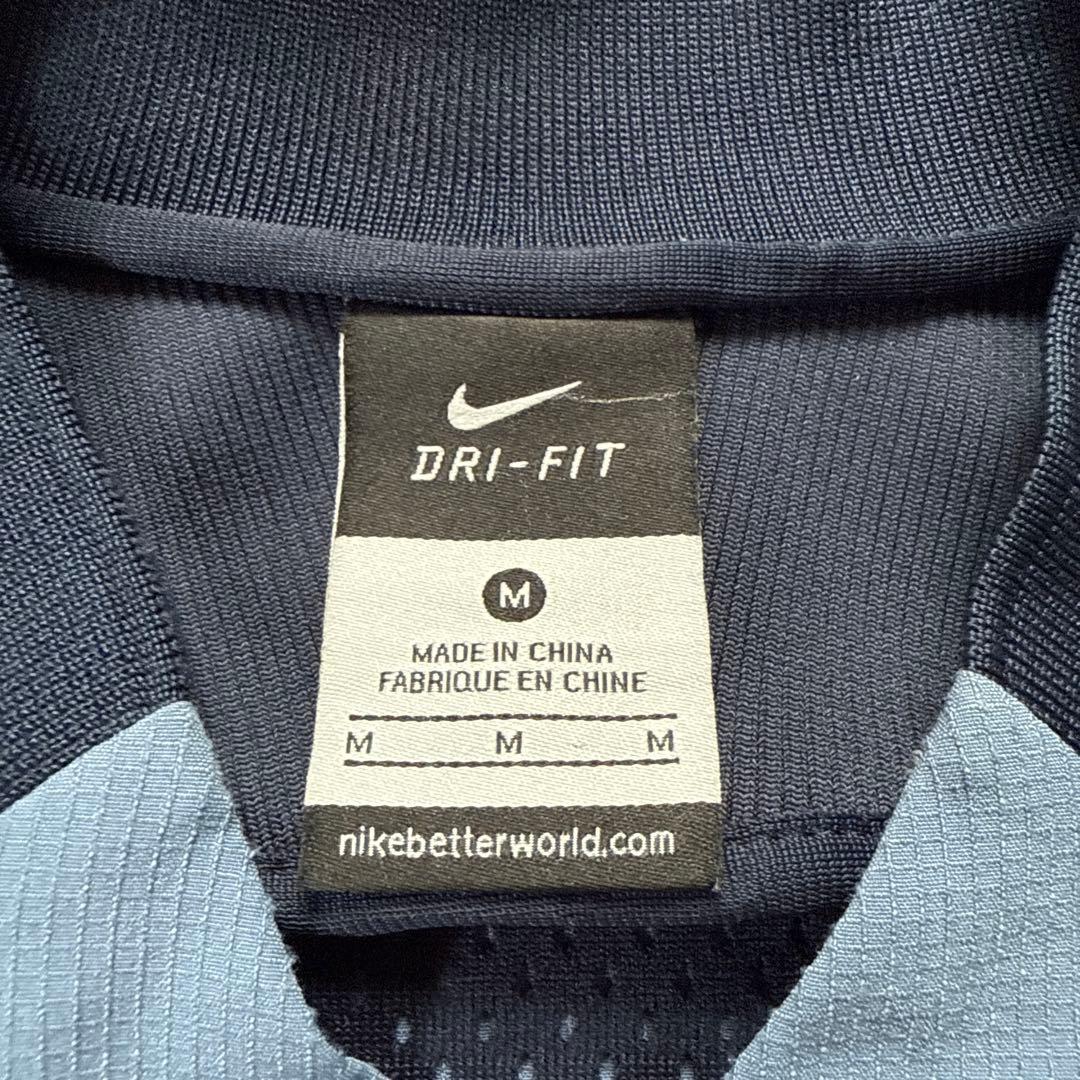 DRI-FIT
M
MADE IN CHINA
FABRIQUE EN CHINE
M M M
nikebetterworld.com